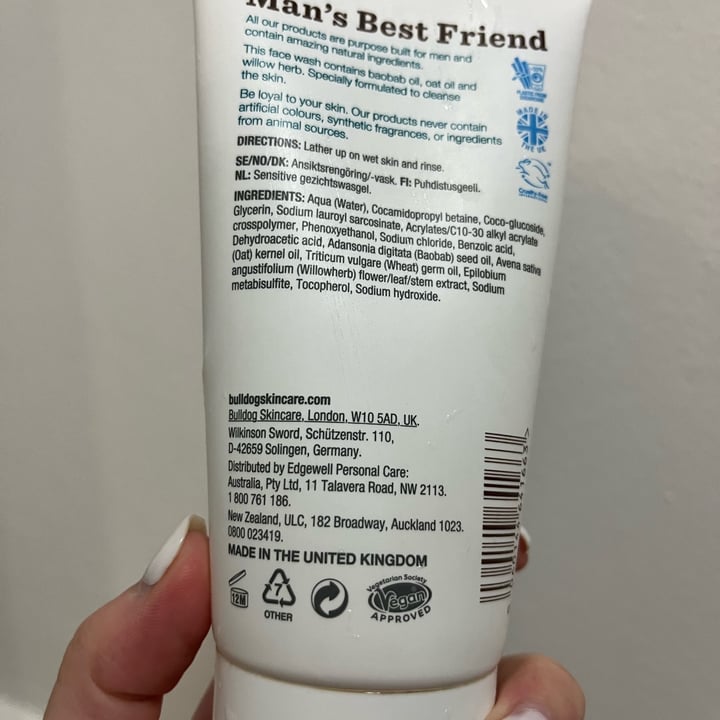 Man's Best Friend
All our products are purpose built for men and
contain amazing natural ingredients.
This face wash contains baobab oil, oat oil and
willow herb. Specially formulated to cleanse
the skin.
Be loyal to your skin. Our products never contain
artificial colours, synthetic fragrances, or ingredients
from animal sources.
MADE IN
THE UK
Cruelty free
DIRECTIONS: Lather up on wet skin and rinse.
SE/NO/DK: Ansiktsrengöring/-vask. FI: Puhdistusgeeli.
NL: Sensitive gezichtswasgel.
INGREDIENTS: Aqua (Water), Cocamidopropyl betaine, Coco-glucoside,
Glycerin, Sodium lauroyl sarcosinate, Acrylates/C10-30 alkyl acrylate
crosspolymer, Phenoxyethanol, Sodium chloride, Benzoic acid,
Dehydroacetic acid, Adansonia digitata (Baobab) seed oil, Avena sativa
(Oat) kernel oil, Triticum vulgare (Wheat) germ oil, Epilobium
angustifolium (Willowherb) flower/leaf/stem extract, Sodium
metabisulfite, Tocopherol, Sodium hydroxide.
bulldogskincare.com
Bulldog Skincare, London, W10 5AD, UK.
Wilkinson Sword, Schützenstr. 110,
D-42659 Solingen, Germany.
Distributed by Edgewell Personal Care:
Australia, Pty Ltd, 11 Talavera Road, NW 2113.
1 800 761 186.
New Zealand, ULC, 182 Broadway, Auckland 1023.
0800 023419.
MADE IN THE UNITED KINGDOM
12M
7
OTHER
Vegetarian Society
Vegan
APPROVED